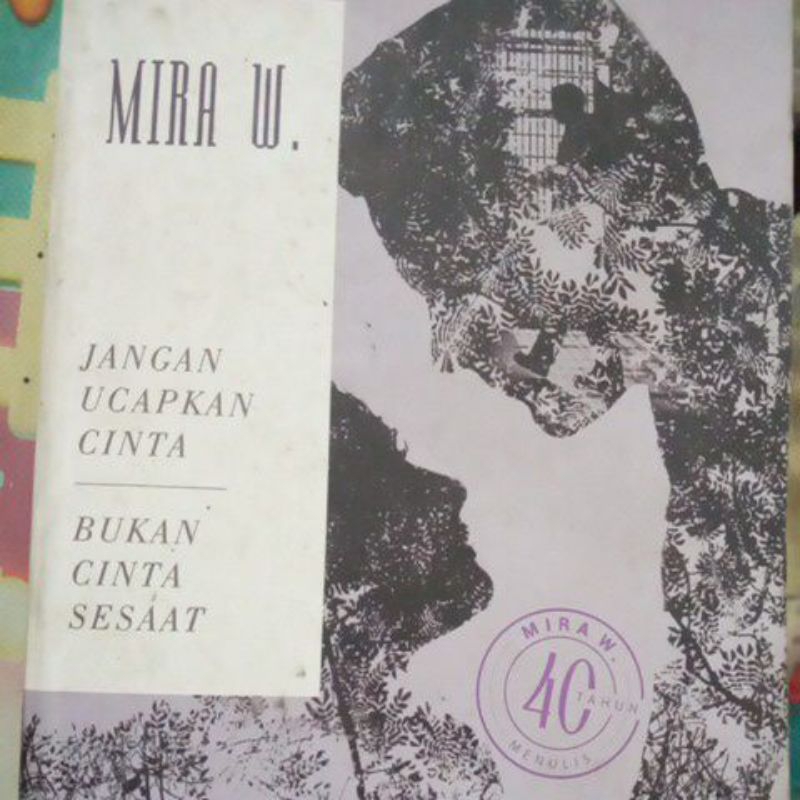 MIRA W.
JANGAN
UCAPKAN
CINTA
BUKAN
CINTA
SESAAT
MIRA W.
40
TAHUN
MENULIS